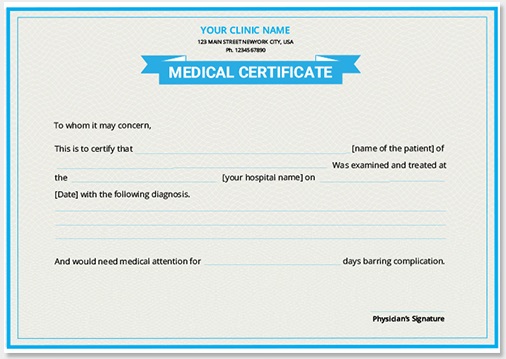 YOUR CLINIC NAME
123 MAIN STREET NEWYORK CITY, USA
Ph. 1234567890
MEDICAL CERTIFICATE
To whom it may concern,
This is to certify that [name of the patient] of
Was examined and treated at
the [your hospital name] on
[Date] with the following diagnosis.
And would need medical attention for days barring complication.
Physician's Signature